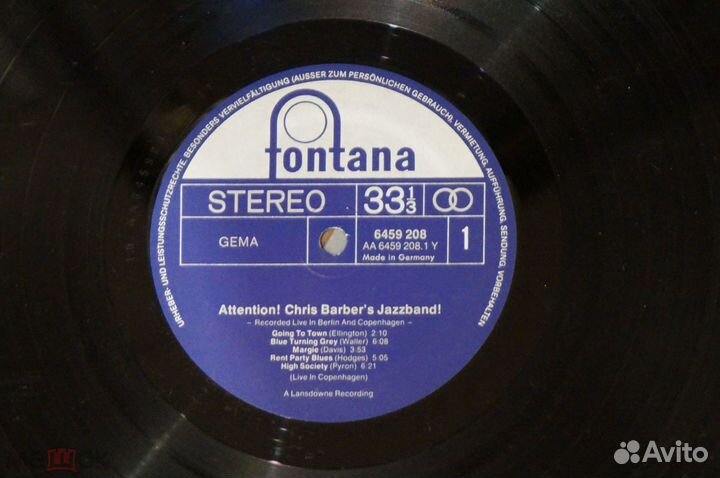 URHEBER- UND LEISTUNGSSCHUTZRECHTE, BESONDERS VERVIELFÄLTIGUNG (AUSSER ZUM PERSÖNLICHEN GEBRAUCH), VERMIETUNG, AUFFÜHRUNG, SENDUNG, VORBEHALTEN
fontana
STEREO 33 1/3
GEMA
6459 208
AA 6459 208.1 Y
Made in Germany
1
Attention! Chris Barber's Jazzband!
– Recorded Live In Berlin And Copenhagen –
Going To Town (Ellington) 2:10
Blue Turning Grey (Waller) 6:08
Margie (Davis) 3:53
Rent Party Blues (Hodges) 5:05
High Society (Pyron) 6:21
(Live In Copenhagen)
A Lansdowne Recording
Avito